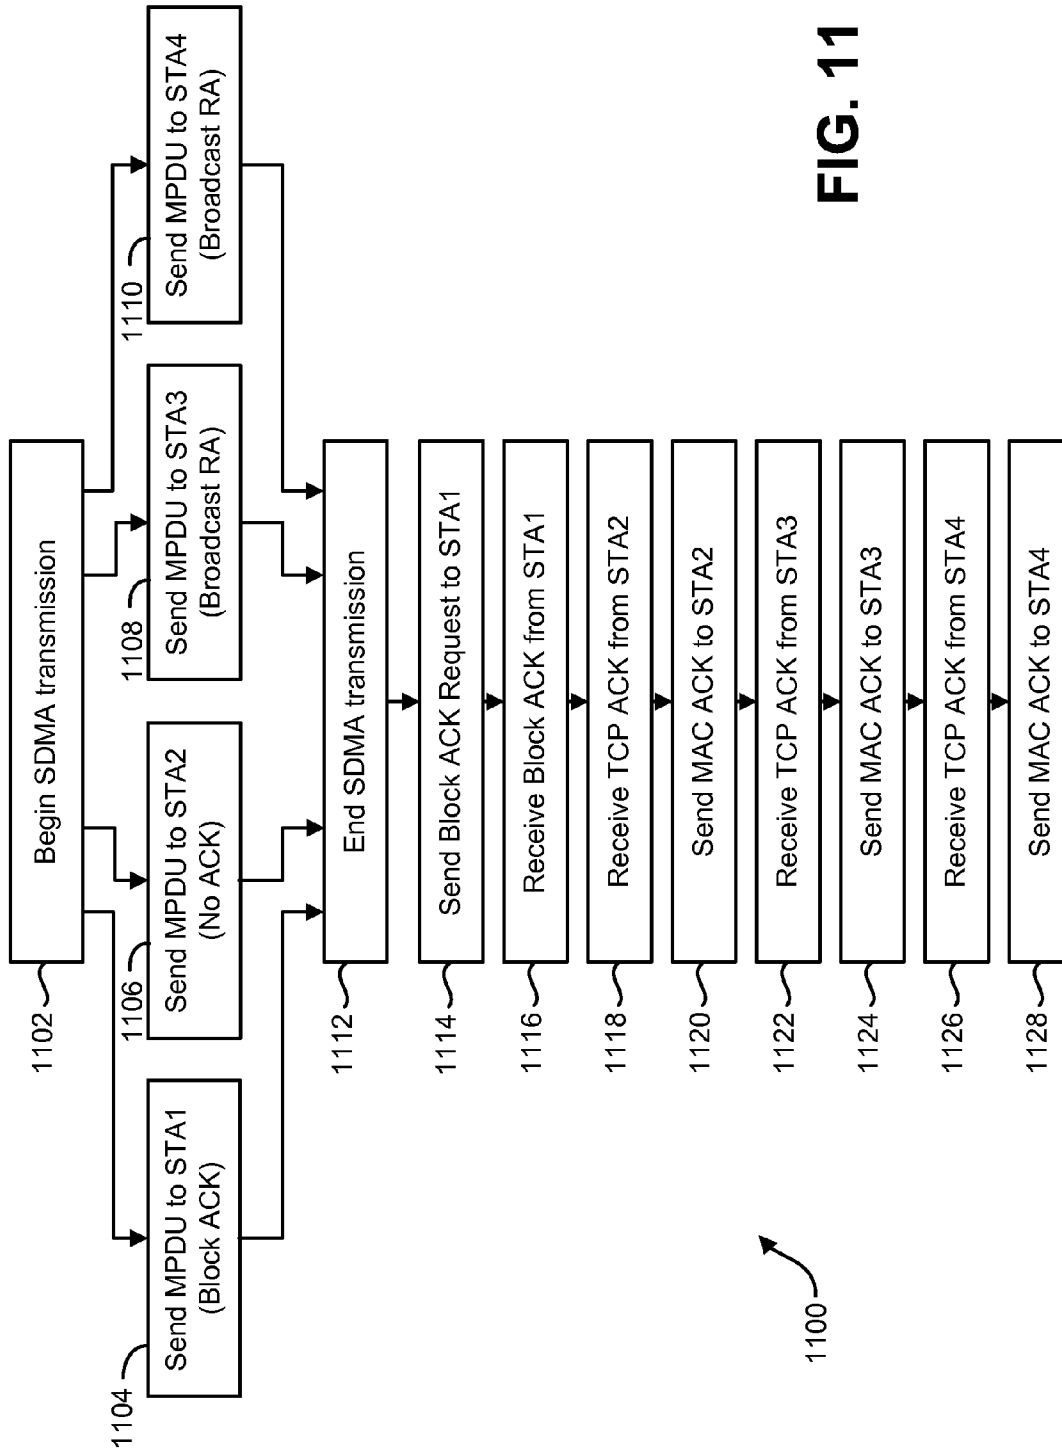 1102
Begin SDMA transmission
1104
Send MPDU to STA1
(Block ACK)
1106
Send MPDU to STA2
(No ACK)
1108
Send MPDU to STA3
(Broadcast RA)
1110
Send MPDU to STA4
(Broadcast RA)
1112
End SDMA transmission
1114
Send Block ACK Request to STA1
1116
Receive Block ACK from STA1
1118
Receive TCP ACK from STA2
1120
Send MAC ACK to STA2
1122
Receive TCP ACK from STA3
1124
Send MAC ACK to STA3
1126
Receive TCP ACK from STA4
1128
Send MAC ACK to STA4
1100
FIG. 11